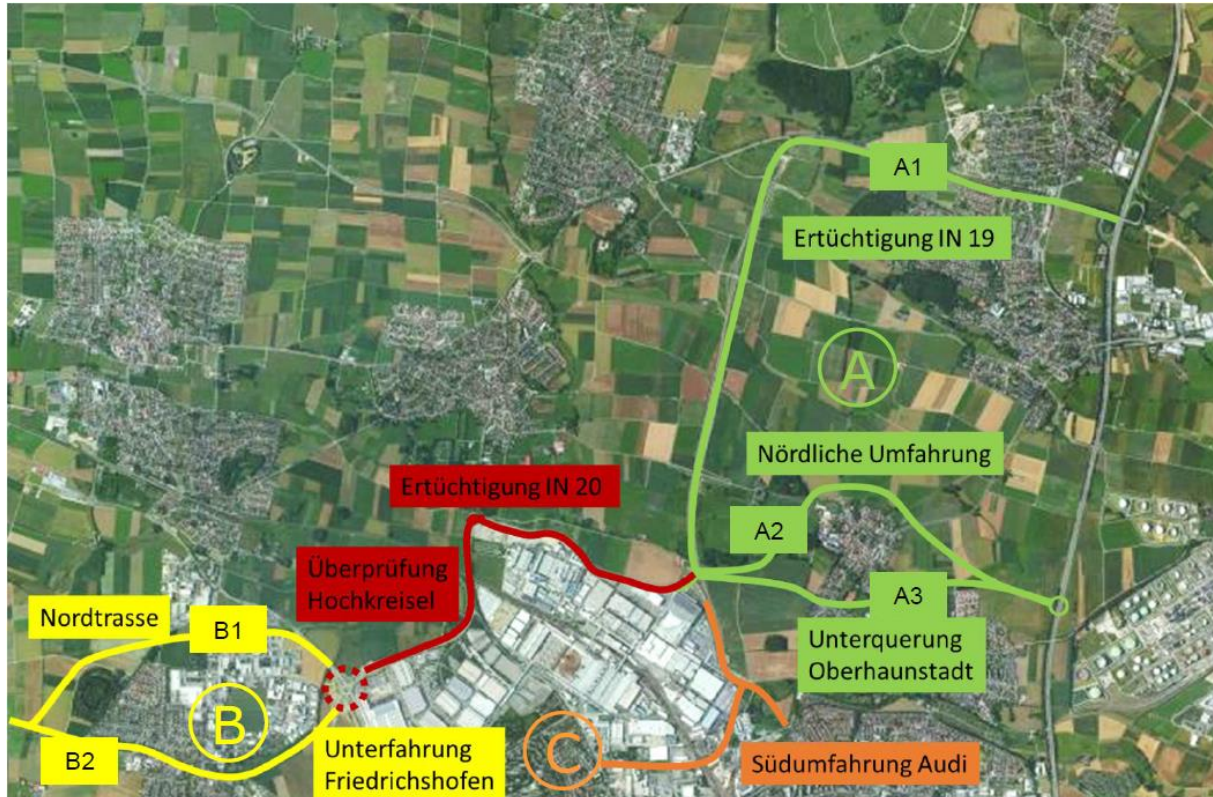 A1
Ertüchtigung IN 19
A
Nördliche Umfahrung
Ertüchtigung IN 20
A2
Überprüfung
Hochkreisel
A3
Nordtrasse
B1
Unterquerung
Oberhaunstadt
B
C
B2
Unterfahrung
Friedrichshofen
Südumfahrung Audi